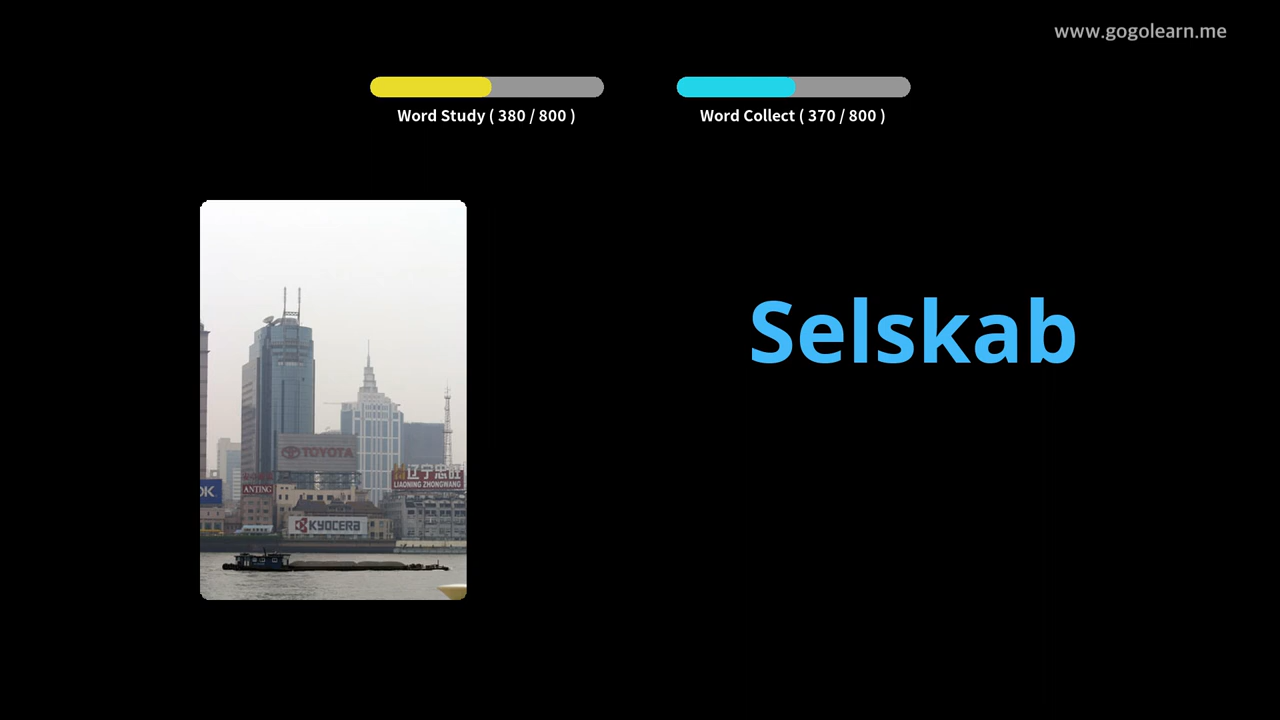 www.gogolearn.me
Word Study ( 380 / 800 )
Word Collect ( 370 / 800 )
Selskab
TOYOTA
辽宁忠旺
LIAONING ZHONGWANG
ANTING
KYOCERA